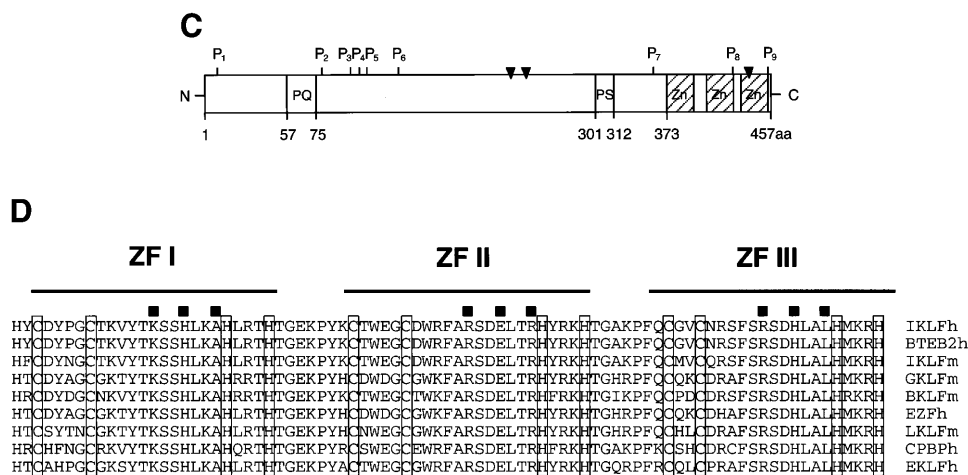 C
P1 P2 P3 P4 P5 P6 P7 P8 P9
N PQ PS Zn Zn Zn C
1 57 75 301 312 373 457aa
D
ZF I ZF II ZF III
HYCDYPGCTKVYTKSSHLKAHLRTHTGEKPYKCTWEGCDWRFARSDELTRHYRKHTGAKPFQCGVCNRSFSRSDHLALHMKRH IKLFh
HYCDYPGCTKVYTKSSHLKAHLRTHTGEKPYKCTWEGCDWRFARSDELTRHYRKHTGAKPFQCGVCNRSFSRSDHLALHMKRH BTEB2h
HFCDYNGCTKVYTKSSHLKAHLRTHTGEKPYKCTWEGCDWRFARSDELTRHYRKHTGAKPFQCMVCQRSFSRSDHLALHMKRH IKLFm
HTCDYAGCGKTYTKSSHLKAHRRTHTGEKPYHCDWDGCGWKFARSDELTRHYRKHTGHRPFQCQKCDRAFSRSDHLALHMKRH GKLFm
HRCDYDGCNKVYTKSSHLKAHRRTHTGEKPYKCTWEGCTWKFARSDELTRHFRKHTGIKPFQCPDCDRSFSRSDHLALHRKRH BKLFm
HTCDYAGCGKTYTKSSHLKAHLRTHTGEKPYHCDWDGCGWKFARSDELTRHYRKHTGHRPFQCQKCDHAFSRSDHLALHMKRH EZFh
HTCSYTNCGKTYTKSSHLKAHLRTHTGEKPYHCNWEGCGWKFARSDELTRHYRKHTGHRPFQCHLCDRAFSRSDHLALHMKRH LKLFm
HRCHFNGCRKVYTKSSHLKAHQRTHTGEKPYRCSWEGCEWRFARSDELTRHFRKHTGAKPFKCSHCDRCFSRSDHLALHMKRH CPBPh
HTCAHPGCGKSYTKSSHLKAHLRTHTGEKPYACTWEGCGWRFARSDELTRHYRKHTGQRPFRCQLCPRAFSRSDHLALHMKRH EKLFh